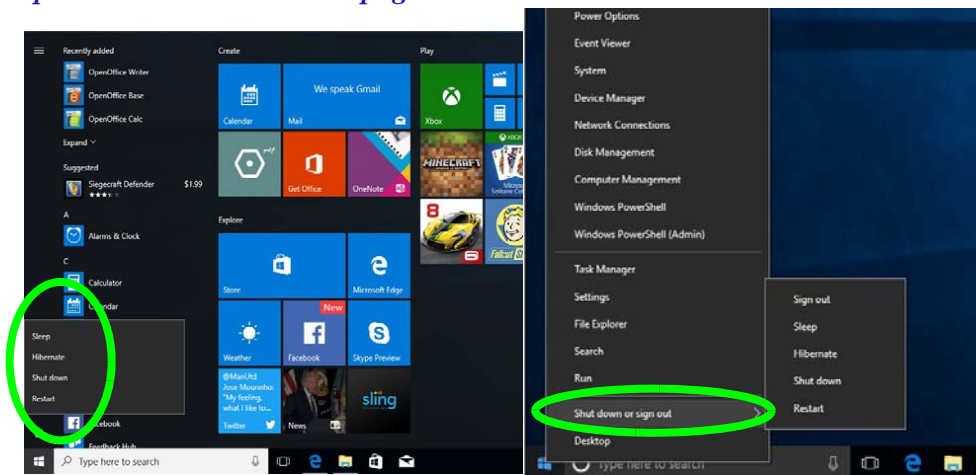 Recently added
OpenOffice Writer
OpenOffice Base
OpenOffice Calc
Expand
Suggested
Siegecraft Defender $1.99
A
Alarms & Clock
C
Calculator
Sleep
Hibernate
Shut down
Restart
Facebook
Feedback Hub
Type here to search
Create
Calendar
We speak Gmail
Mail
Get Office
OneNote
Explore
Store
Microsoft Edge
New
Weather
Facebook
Skype Preview
@ManUtd
Jose Mourinho:
"My feeling,
what I like to...
Twitter
News
sling
Play
Xbox
MINECRAFT
8
Power Options
Event Viewer
System
Device Manager
Network Connections
Disk Management
Computer Management
Windows PowerShell
Windows PowerShell (Admin)
Task Manager
Settings
File Explorer
Search
Run
Shut down or sign out
Desktop
Sign out
Sleep
Hibernate
Shut down
Restart
Type here to search